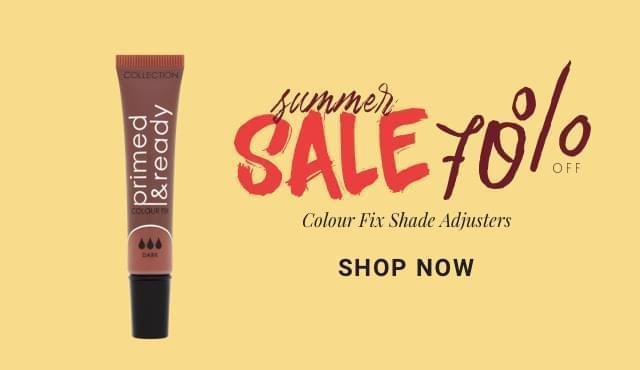 COLLECTION
primed
&ready
COLOUR FIX
DARK
summer
SALE 70%
OFF
Colour Fix Shade Adjusters
SHOP NOW